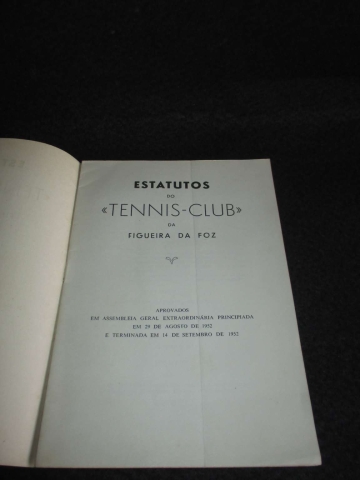 ESTATUTOS
DO
«TENNIS-CLUB»
DA
FIGUEIRA DA FOZ
APROVADOS
EM ASSEMBLEIA GERAL EXTRAORDINÁRIA PRINCIPIADA
EM 29 DE AGOSTO DE 1952
E TERMINADA EM 14 DE SETEMBRO DE 1952